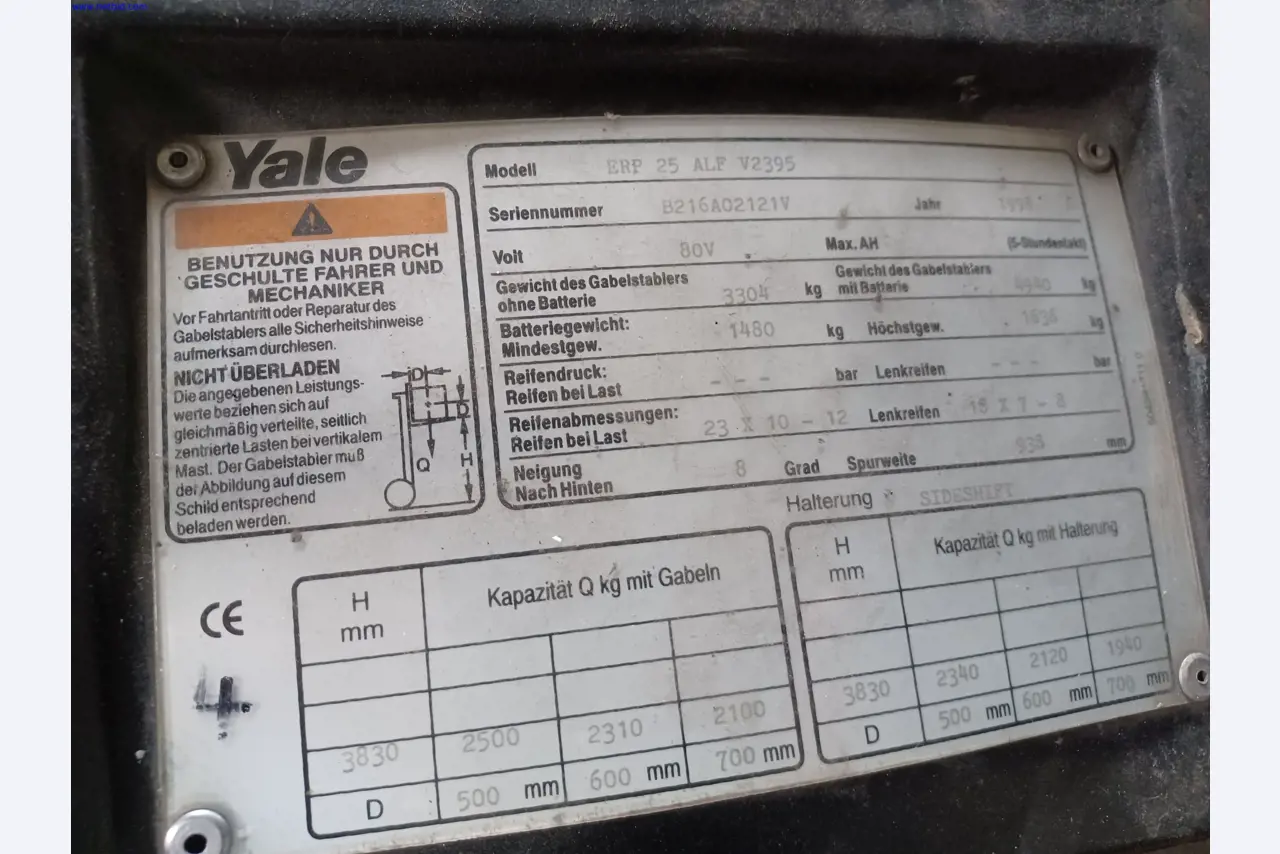 Yale
BENUTZUNG NUR DURCH
GESCHULTE FAHRER UND
MECHANIKER
Vor Fahrtantritt oder Reparatur des
Gabelstaplers alle Sicherheitshinweise
aufmerksam durchlesen.
NICHT ÜBERLADEN
Die angegebenen Leistungs-
werte beziehen sich auf
gleichmäßig verteilte, seitlich
zentrierte Lasten bei vertikalem
Mast. Der Gabelstabler muß
der Abbildung auf diesem
Schild entsprechend
beladen werden.
D
D
Q
H
Modell ERP 25 ALF V2395
Seriennummer B216A02121V Jahr
Volt 80V Max. AH (5-Stundentakt)
Gewicht des Gabelstablers
ohne Batterie 3304 kg
Gewicht des Gabelstablers
mit Batterie kg
Batteriegewicht:
Mindestgew. 1480 kg Höchstgew. kg
Reifendruck:
Reifen bei Last - - - bar Lenkreifen - - - bar
Reifenabmessungen:
Reifen bei Last 23 X 10 - 12 Lenkreifen X 7 - 8
Neigung
Nach Hinten 8 Grad Spurweite mm
Halterung SIDESHIFT
CE
H
mm
Kapazität Q kg mit Gabeln
3830 2500 2310 2100
D 500 mm 600 mm 700 mm
H
mm
Kapazität Q kg mit Halterung
3830 2340 2120 1940
D 500 mm 600 mm 700 mm